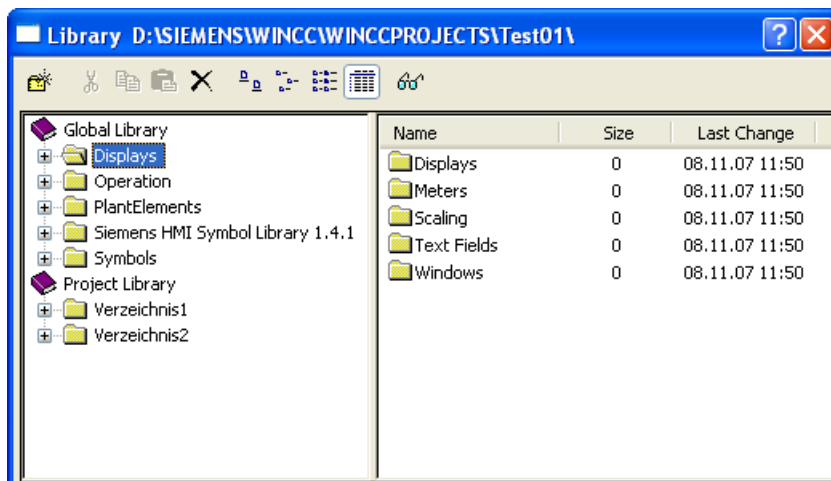 Library D:\SIEMENS\WINCC\WINCCPROJECTS\Test01\
Global Library
Displays
Operation
PlantElements
Siemens HMI Symbol Library 1.4.1
Symbols
Project Library
Verzeichnis1
Verzeichnis2
Name Size Last Change
Displays 0 08.11.07 11:50
Meters 0 08.11.07 11:50
Scaling 0 08.11.07 11:50
Text Fields 0 08.11.07 11:50
Windows 0 08.11.07 11:50